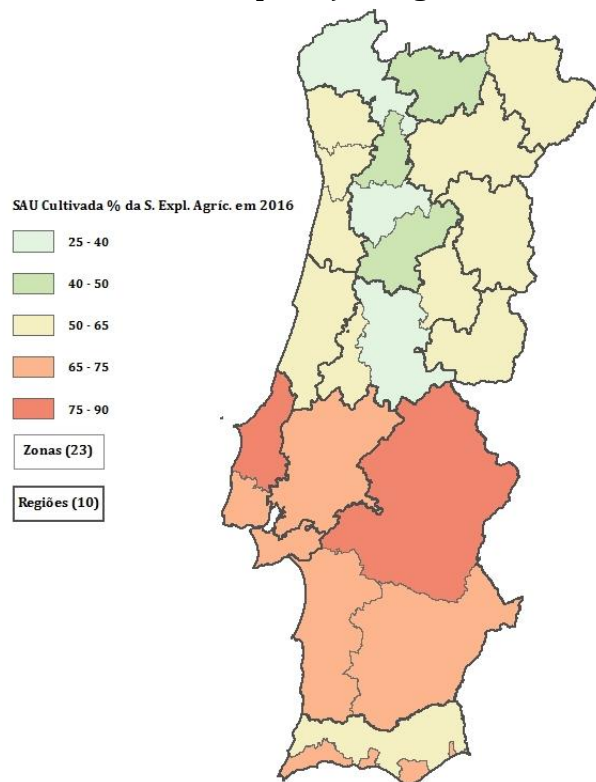 SAU Cultivada % da S. Expl. Agríc. em 2016
25 - 40
40 - 50
50 - 65
65 - 75
75 - 90
Zonas (23)
Regiões (10)